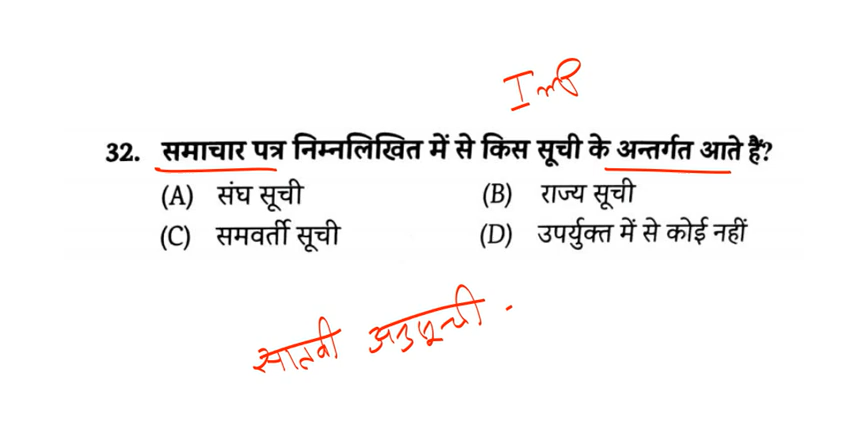 Imp
32. समाचार पत्र निम्नलिखित में से किस सूची के अन्तर्गत आते हैं?
(A) संघ सूची (B) राज्य सूची
(C) समवर्ती सूची (D) उपर्युक्त में से कोई नहीं
सातवी अनुसूची .